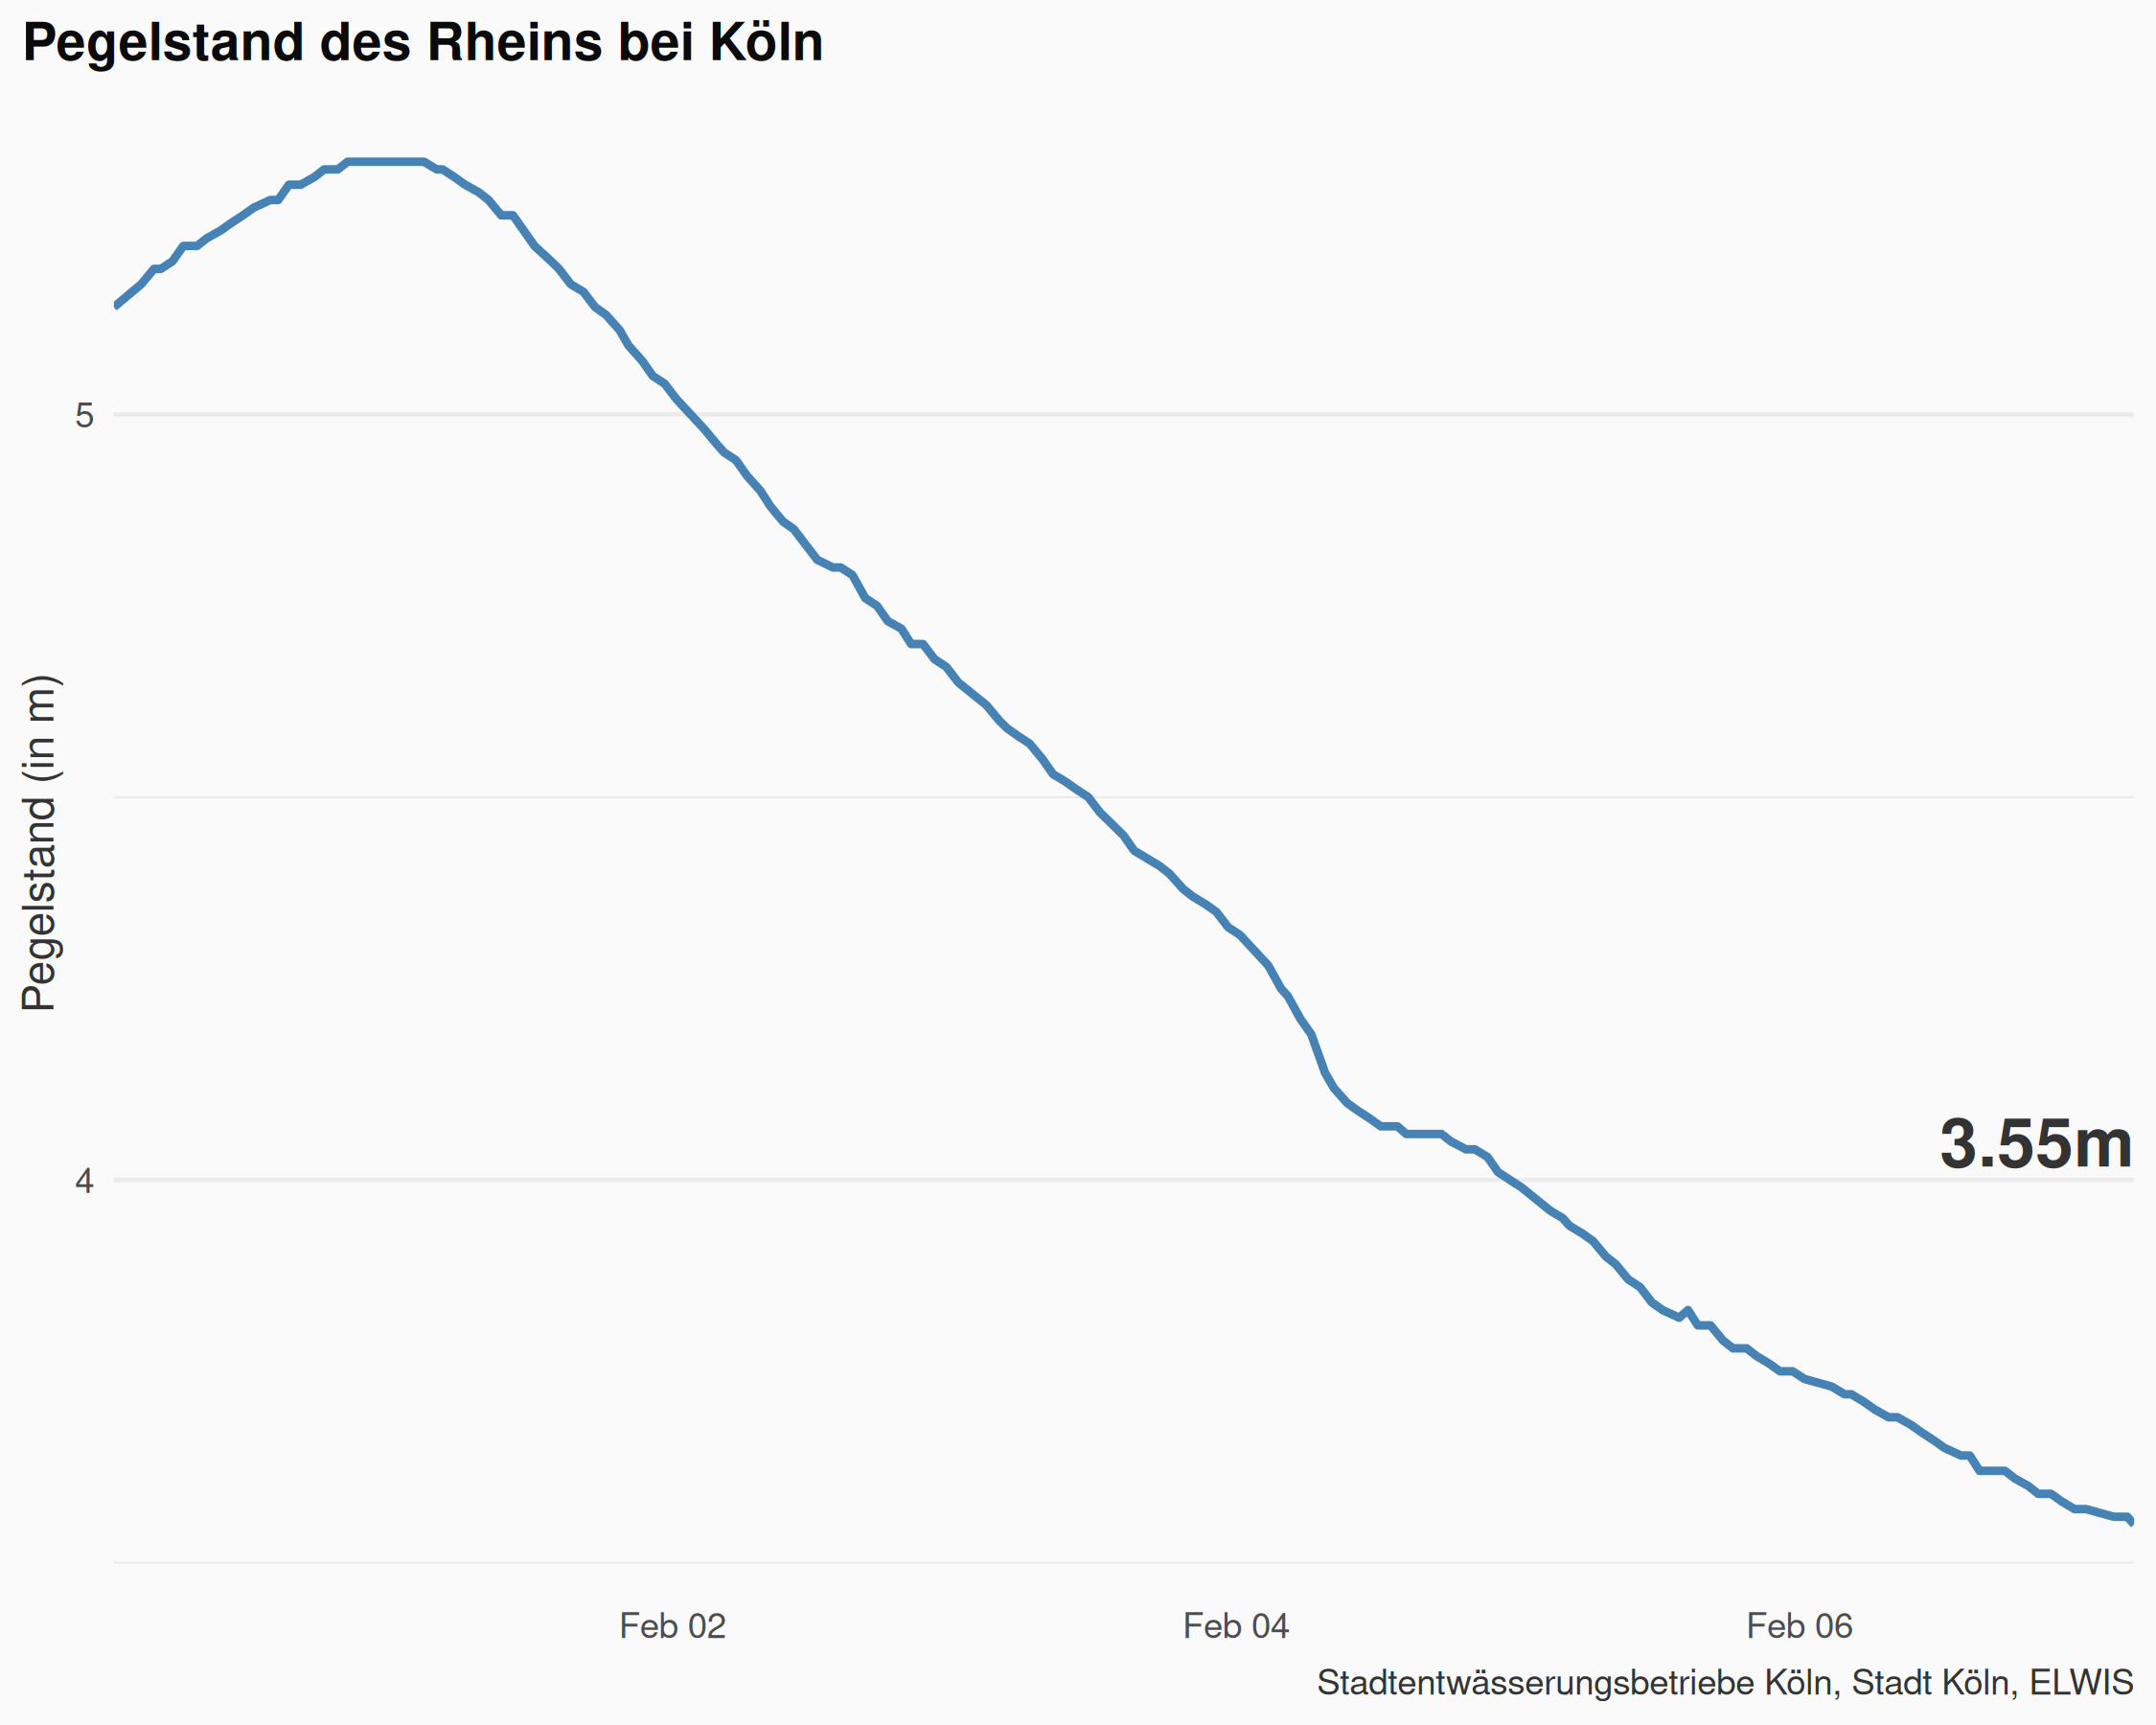 Pegelstand des Rheins bei Köln
Pegelstand (in m)
5
4
3.55m
Feb 02
Feb 04
Feb 06
Stadtentwässerungsbetriebe Köln, Stadt Köln, ELWIS